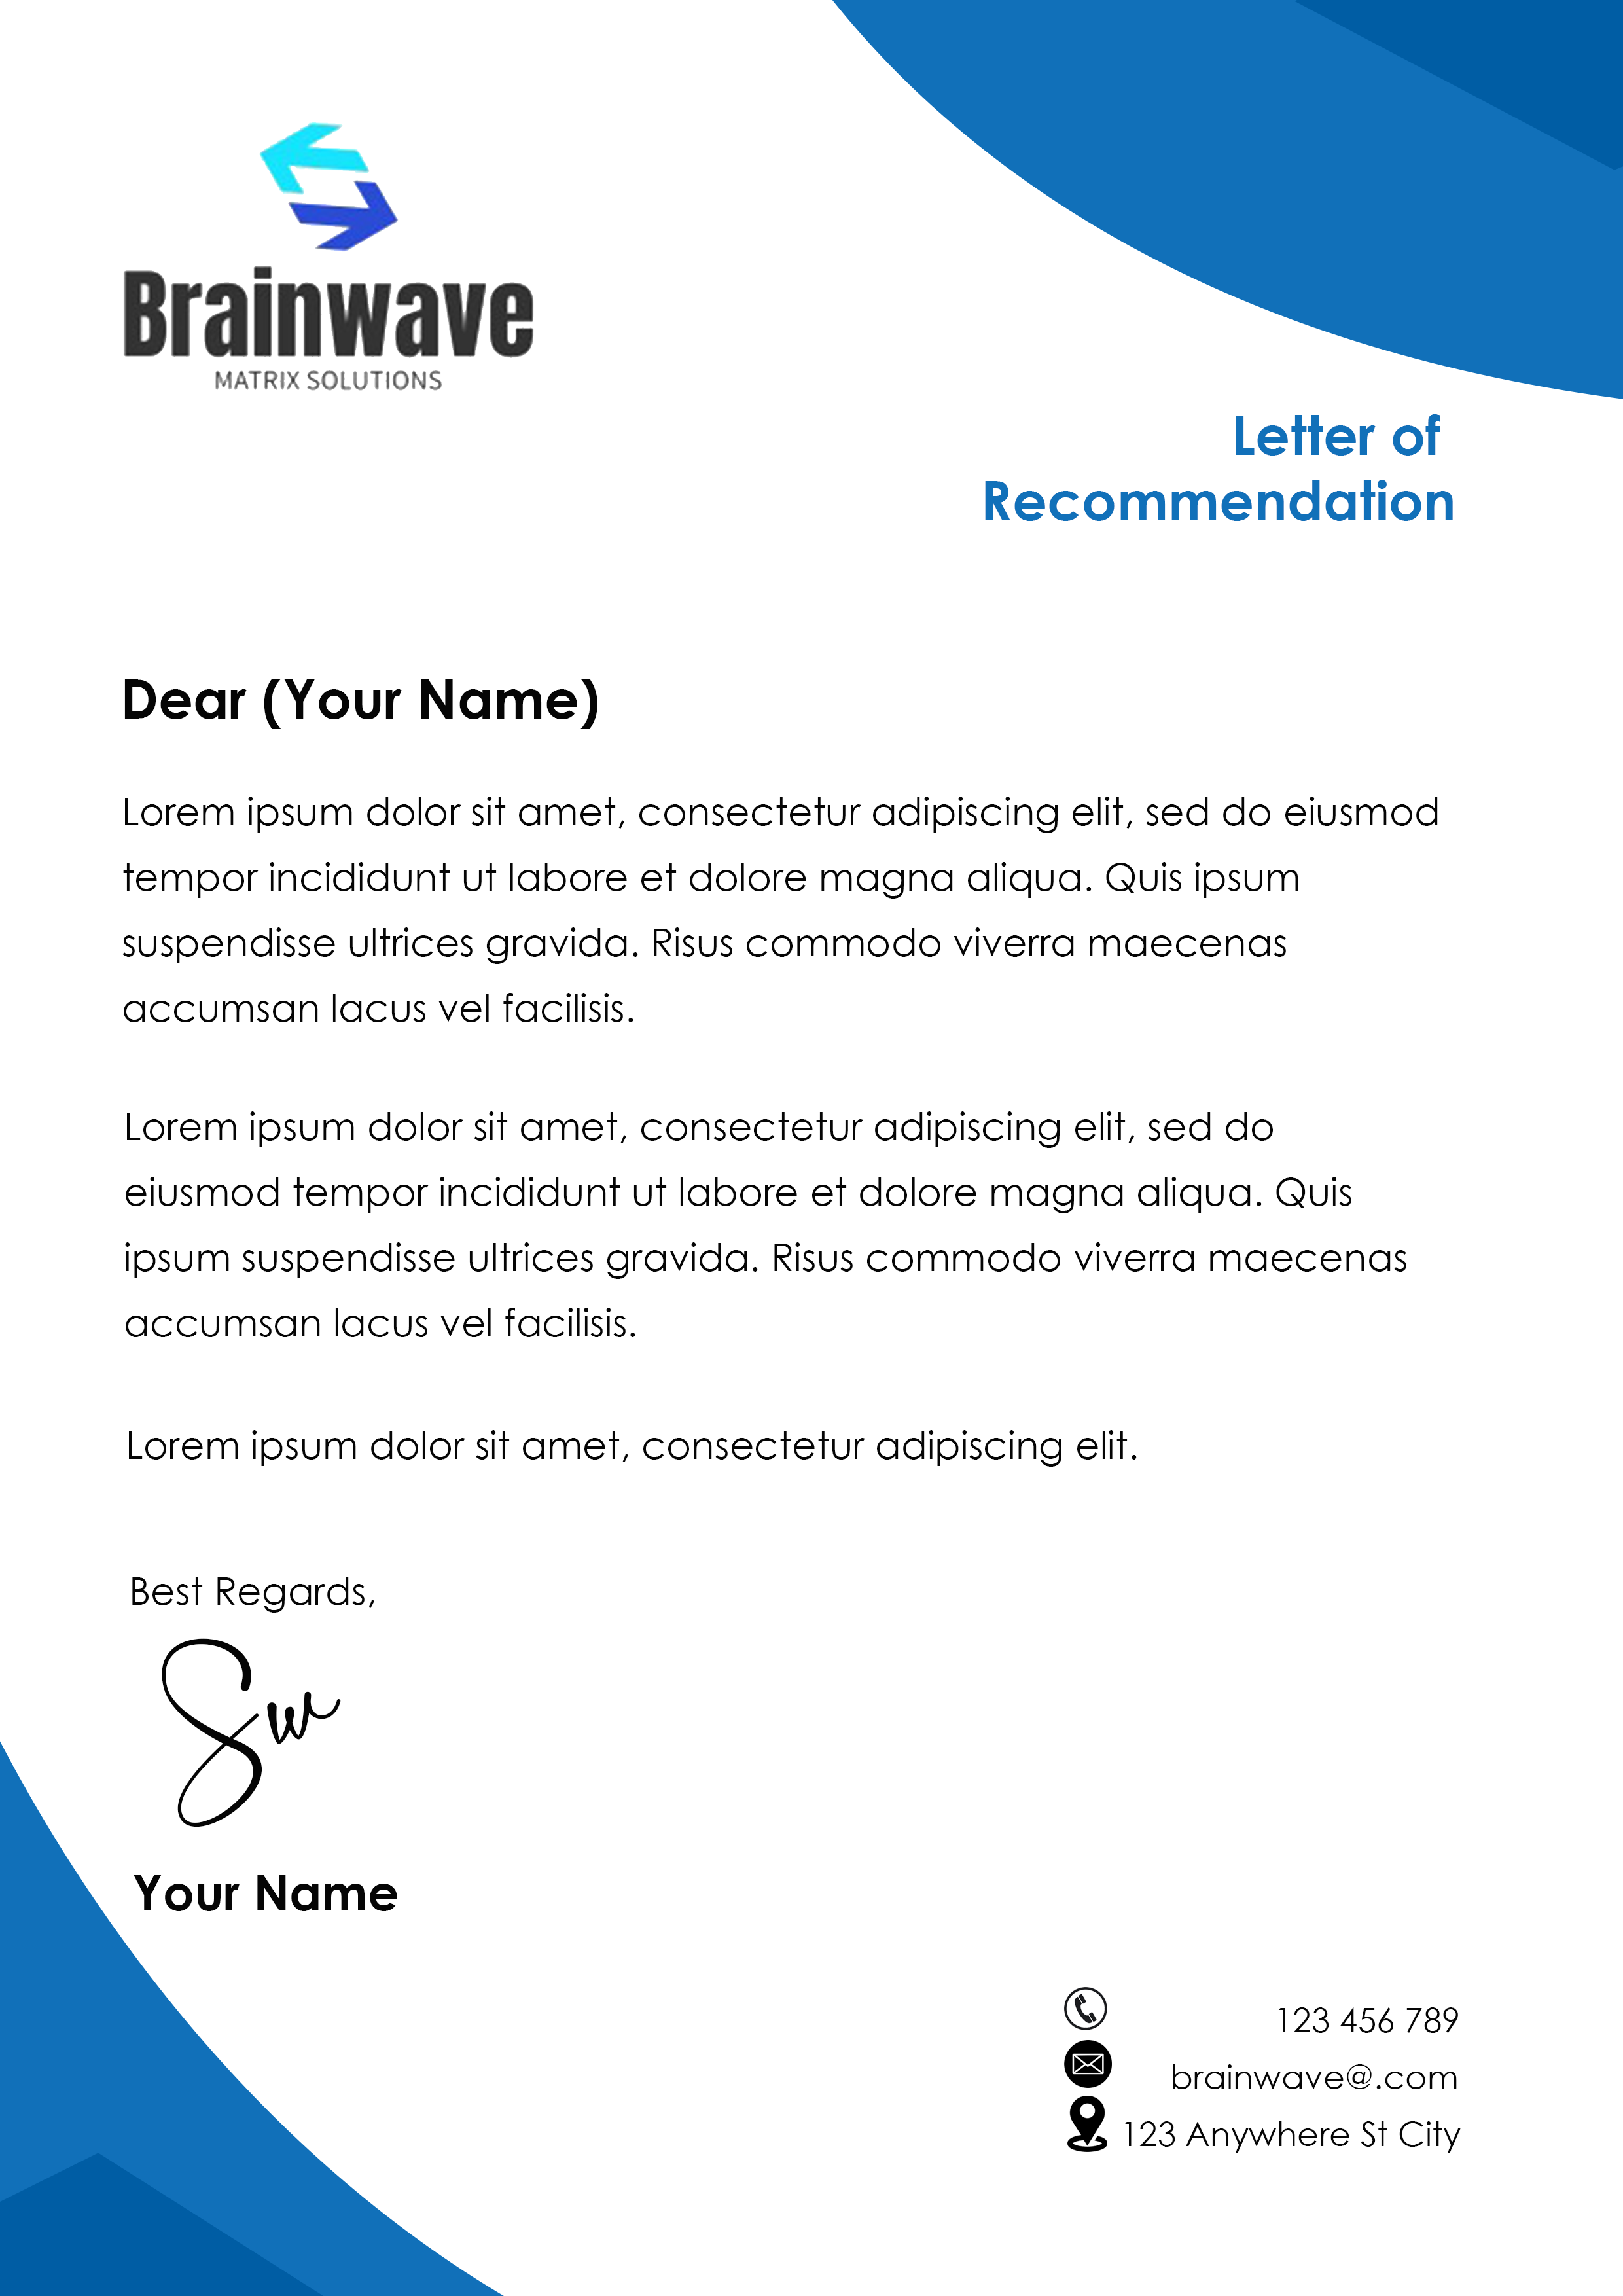 Brainwave
MATRIX SOLUTIONS
Letter of
Recommendation
Dear (Your Name)
Lorem ipsum dolor sit amet, consectetur adipiscing elit, sed do eiusmod
tempor incididunt ut labore et dolore magna aliqua. Quis ipsum
suspendisse ultrices gravida. Risus commodo viverra maecenas
accumsan lacus vel facilisis.
Lorem ipsum dolor sit amet, consectetur adipiscing elit, sed do
eiusmod tempor incididunt ut labore et dolore magna aliqua. Quis
ipsum suspendisse ultrices gravida. Risus commodo viverra maecenas
accumsan lacus vel facilisis.
Lorem ipsum dolor sit amet, consectetur adipiscing elit.
Best Regards,
Your Name
123 456 789
brainwave@.com
123 Anywhere St City